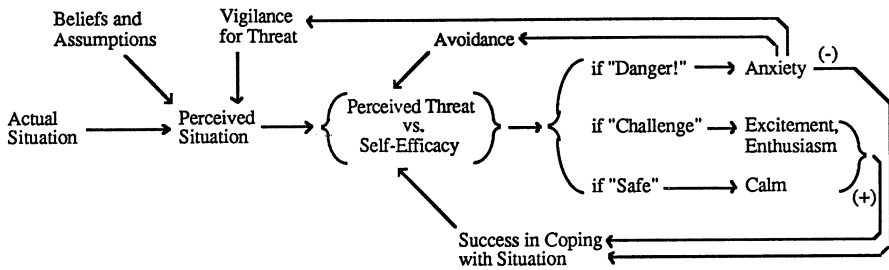 Beliefs and
Assumptions
Vigilance
for Threat
Avoidance
(-)
if "Danger!"
Anxiety
Actual
Situation
Perceived
Situation
Perceived Threat
vs.
Self-Efficacy
if "Challenge"
Excitement,
Enthusiasm
if "Safe"
Calm
(+)
Success in Coping
with Situation